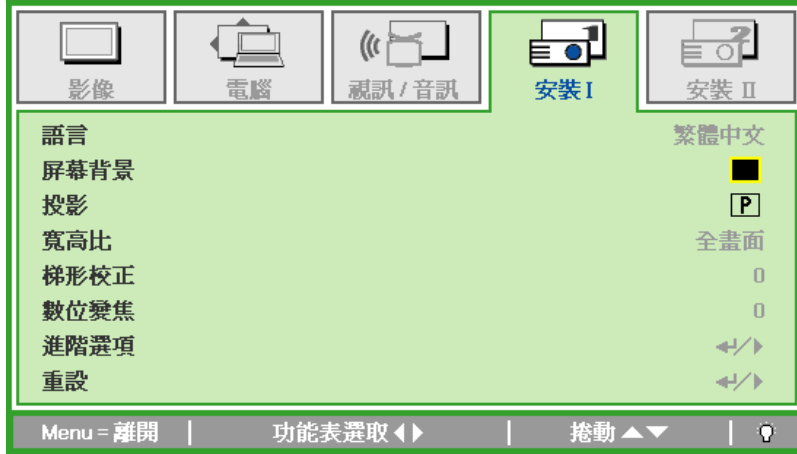 影像 電腦 視訊 / 音訊 安裝 I 安裝 II
語言 繁體中文
屏幕背景
投影 P
寬高比 全畫面
梯形校正 0
數位變焦 0
進階選項 ↵/▶
重設 ↵/▶
Menu = 離開 功能表選取 ◀▶ 捲動 ▲▼